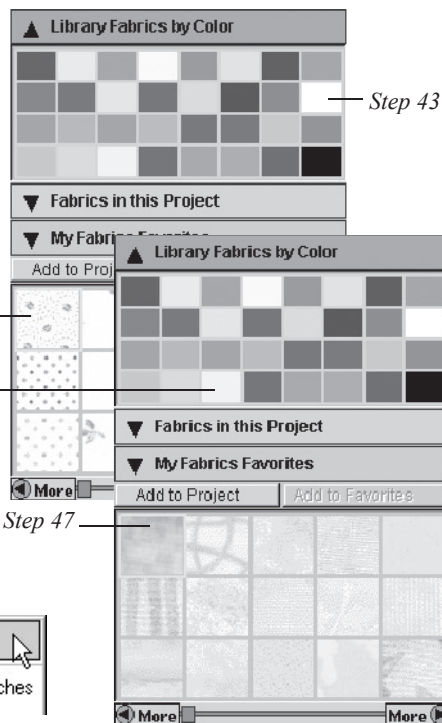 Library Fabrics by Color
Step 43
Fabrics in this Project
My Fabrics Favorites
Add to Proj
Library Fabrics by Color
Fabrics in this Project
My Fabrics Favorites
Add to Project Add to Favorites
More
Step 47
ches
More More